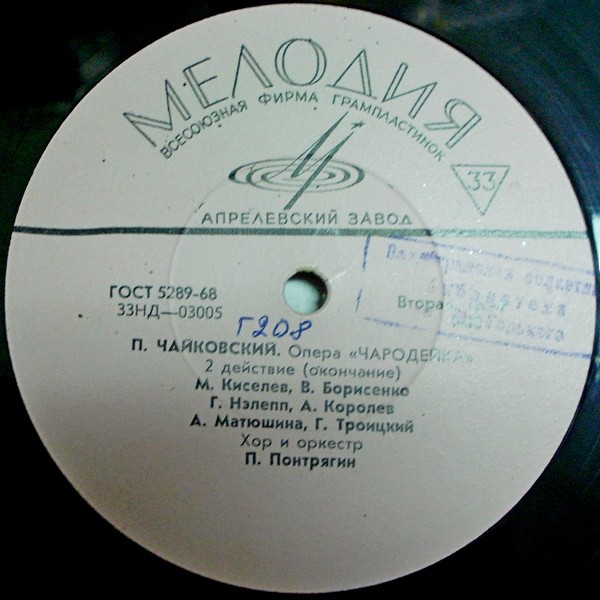 МЕЛОДИЯ
ВСЕСОЮЗНАЯ ФИРМА ГРАМПЛАСТИНОК
33
АПРЕЛЕВСКИЙ ЗАВОД
ГОСТ 5289-68
33НД—03005
Г208
П. ЧАЙКОВСКИЙ. Опера «ЧАРОДЕЙКА»
2 действие (окончание)
М. Киселев, В. Борисенко
Г. Нэлепп, А. Королев
А. Матюшина, Г. Троицкий
Хор и оркестр
П. Понтрягин